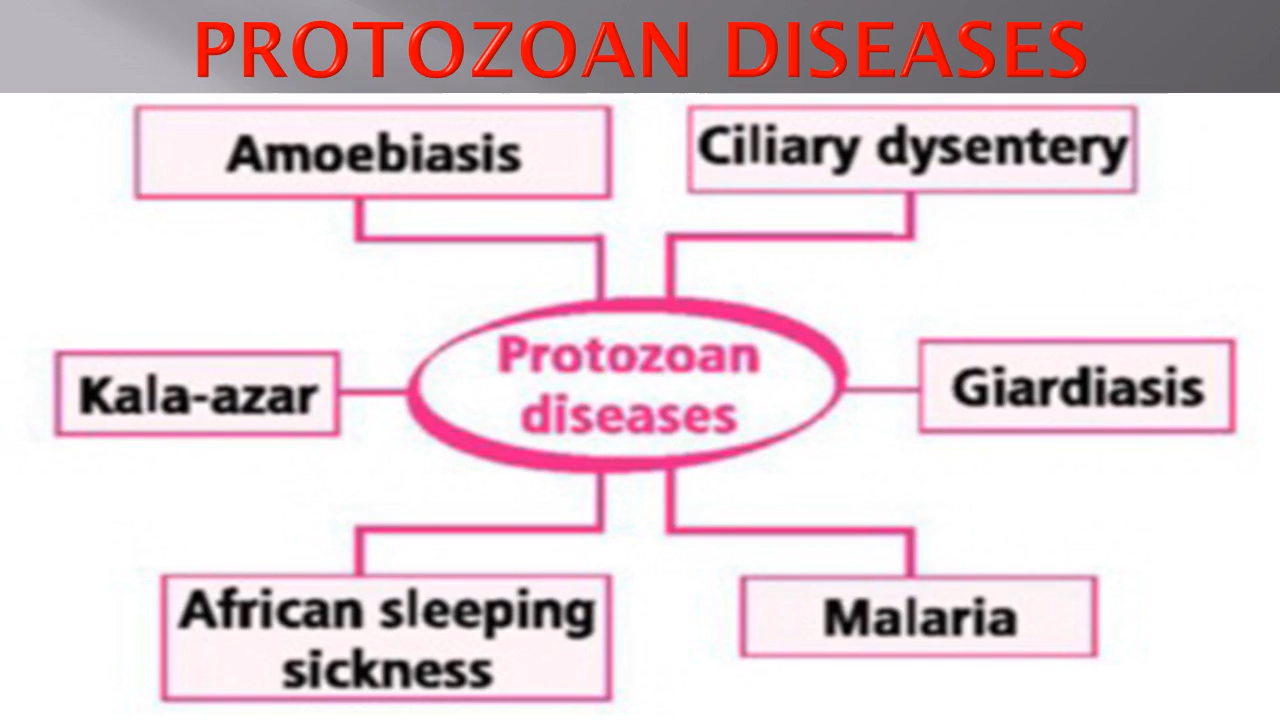 PROTOZOAN DISEASES
Amoebiasis
Ciliary dysentery
Protozoan
diseases
Kala-azar
Giardiasis
African sleeping
sickness
Malaria